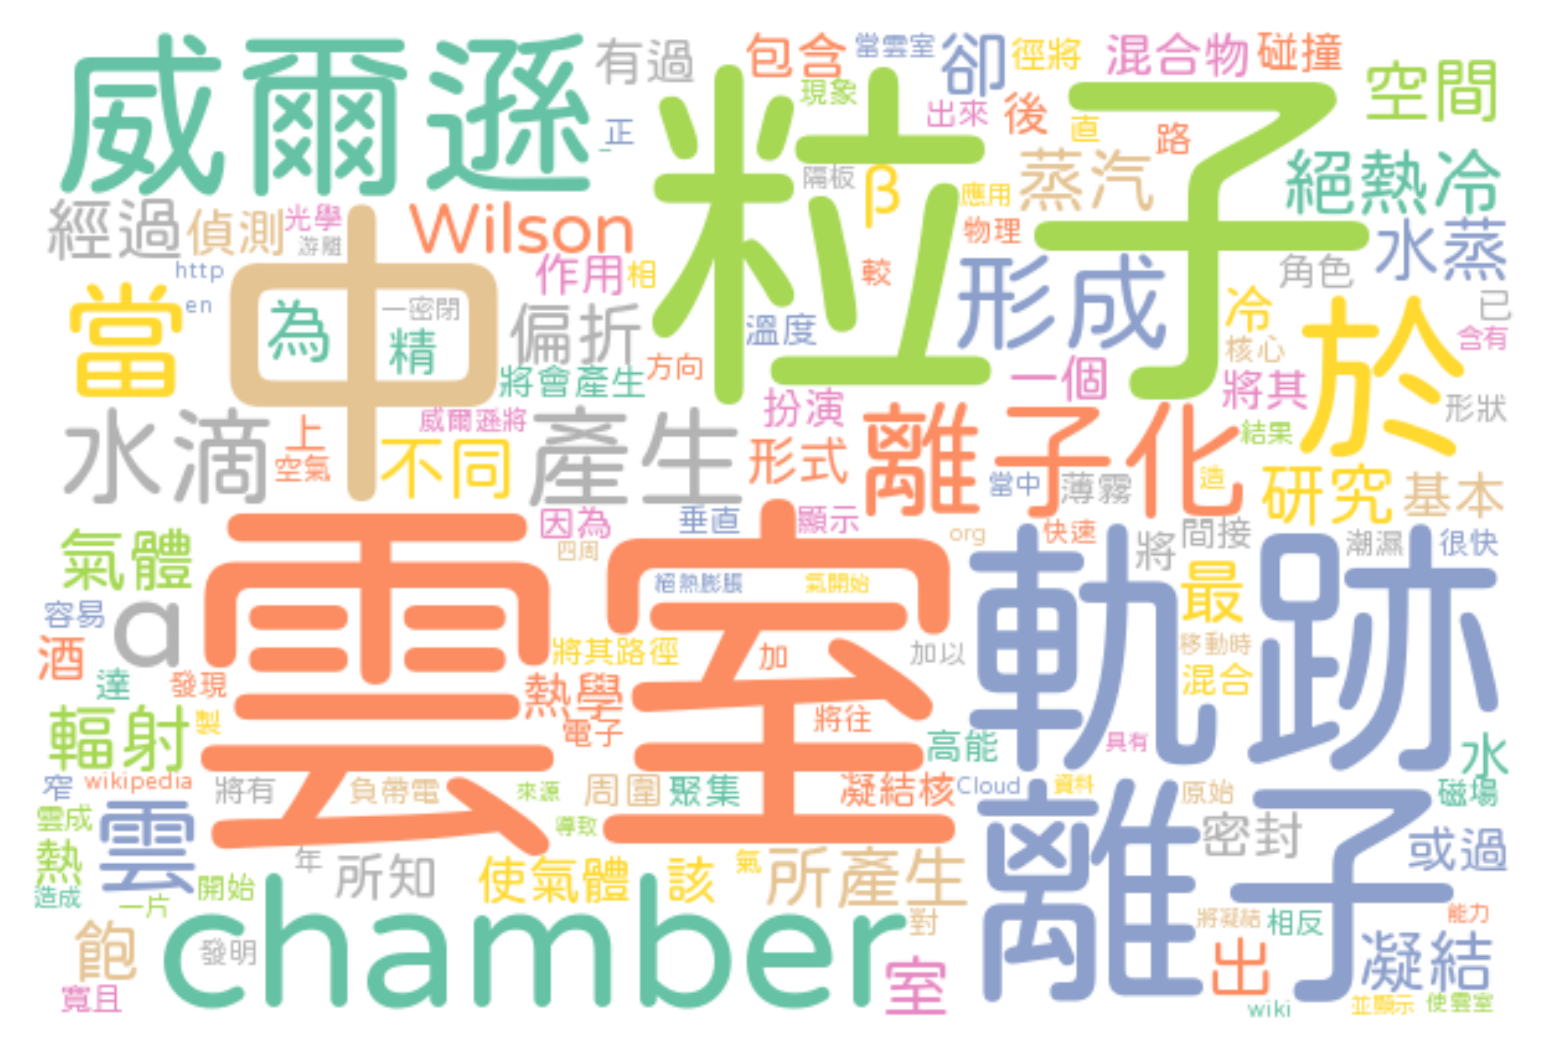 威爾遜
有過
包含
當雲室
卻
徑將
混合物
碰撞
空間
現象
出來
後
直
路
正
粒子
隔板
β
應用
蒸汽
絕熱冷
經過
偵測
光學
游離
Wilson
物理
水蒸
http
en
中
作用
相
較
形成
角色
已
當
為
一密閉
精
偏折
溫度
冷
核心
於
含有
將會產生
方向
一個
將其
形狀
水滴
上
空氣
威爾遜將
不同
產生
扮演
形式
離子化
結果
當中
薄霧
造
研究
基本
氣體
因為
四周
垂直
顯示
org
快速
將
間接
潮濕
很快
雲室
絕熱膨脹
氣開始
軌跡
最
容易
a
酒
達
發現
將其路徑
加
加以
移動時
混合
輻射
製
熱學
電子
將往
高能
具有
水
窄
wikipedia
將有
負帶電
來源
周圍
聚集
凝結核
Cloud
資料
原始
磁場
雲成
雲
導致
離子
密封
或過
熱
年
所知
使氣體
該
氣
所產生
造成
開始
一片
chamber
對
將凝結
相反
能力
飽
發明
室
出
凝結
寬且
wiki
並顯示
使雲室